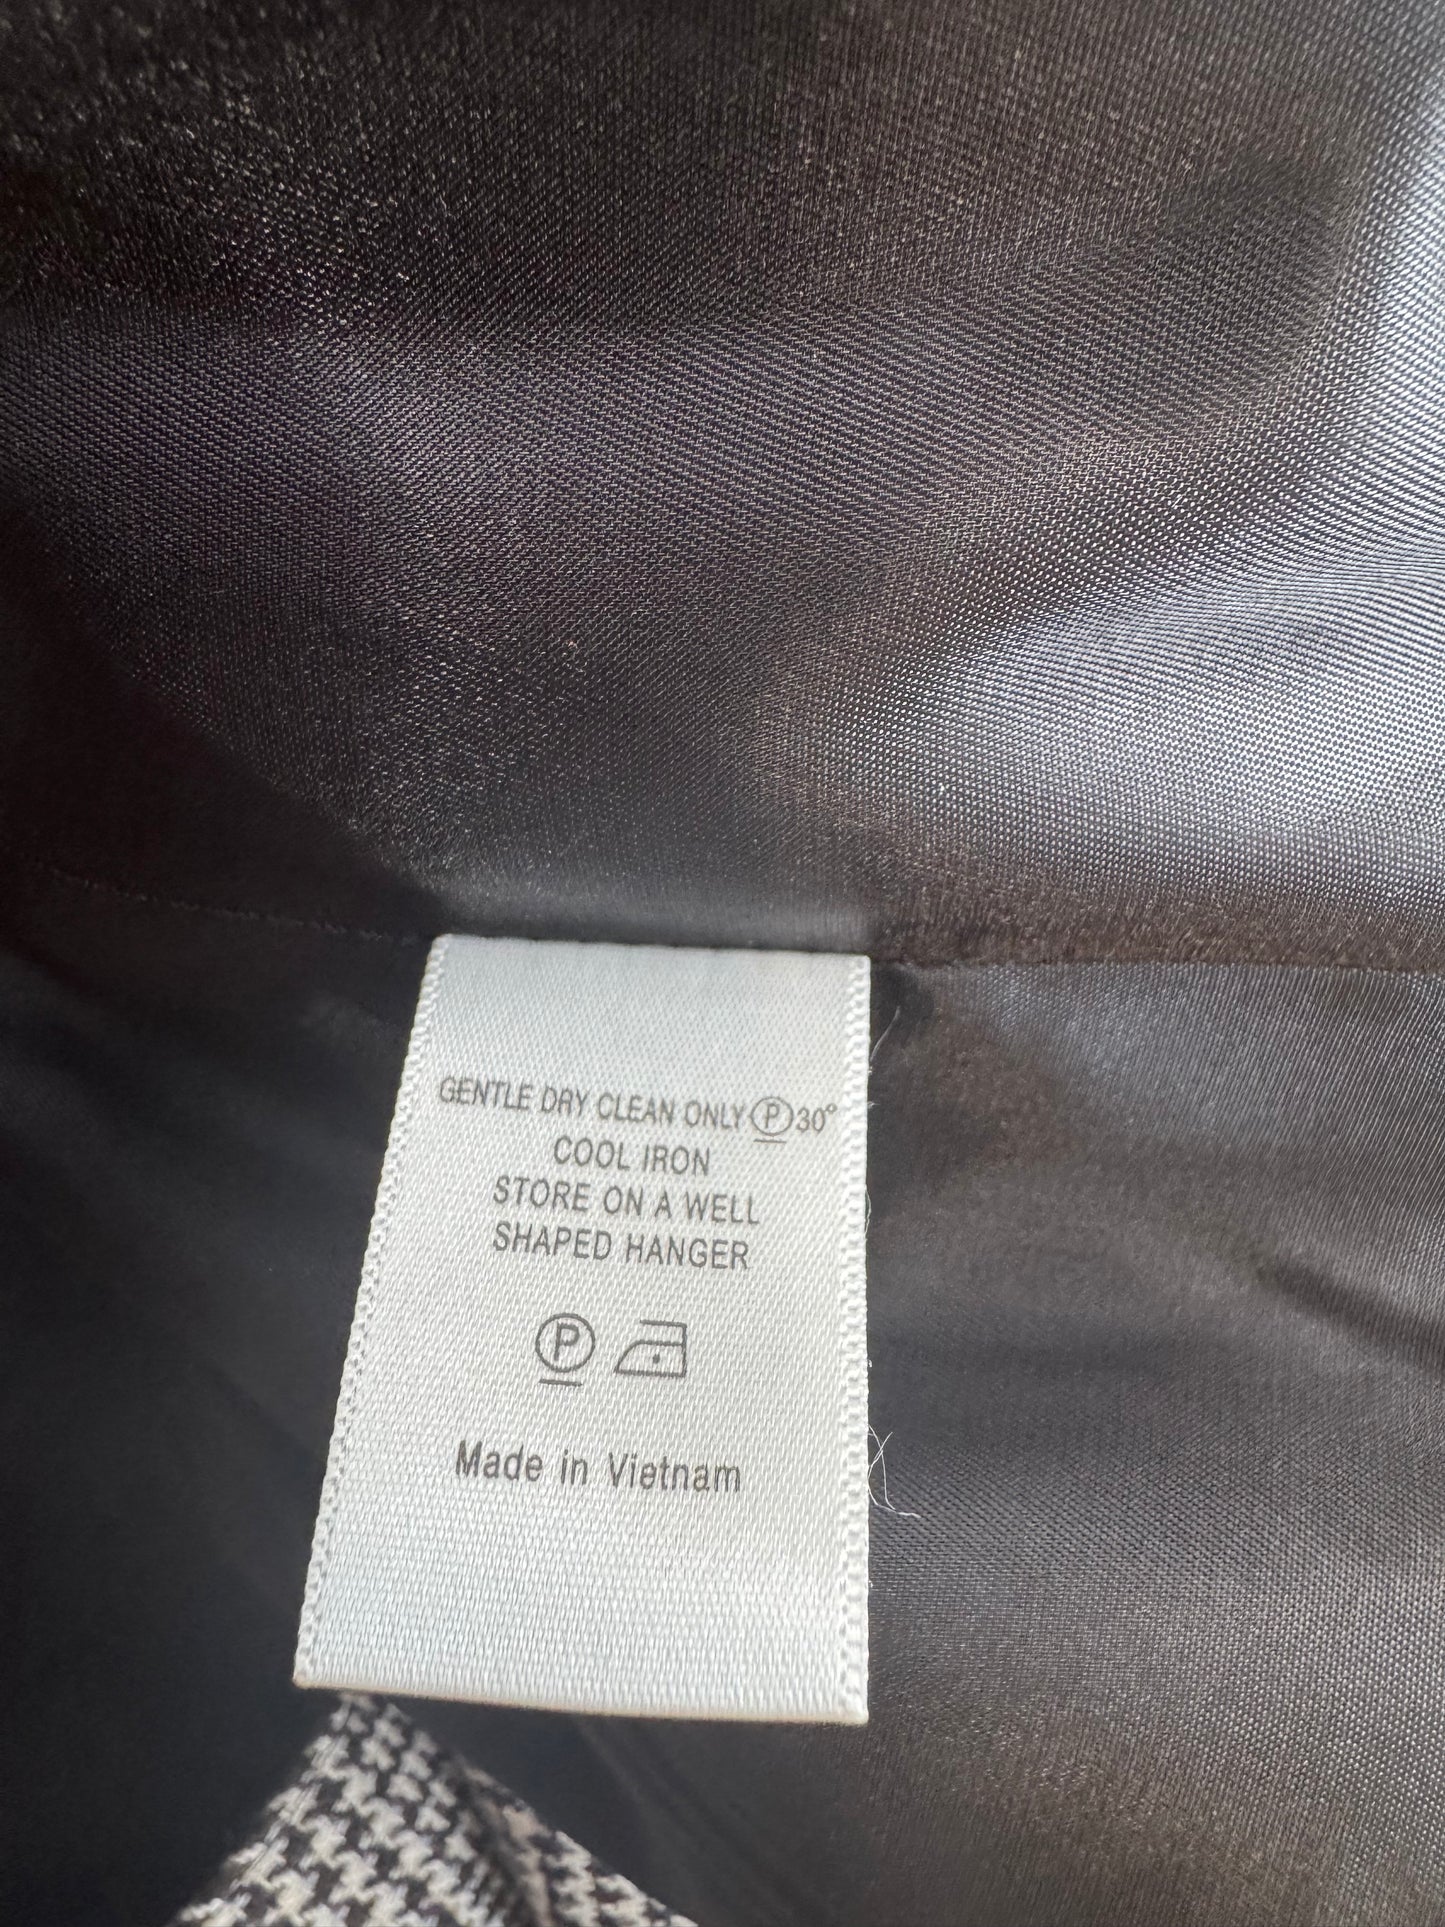 GENTLE DRY CLEAN ONLY Ⓟ 30°
COOL IRON
STORE ON A WELL
SHAPED HANGER
Ⓟ
Made in Vietnam